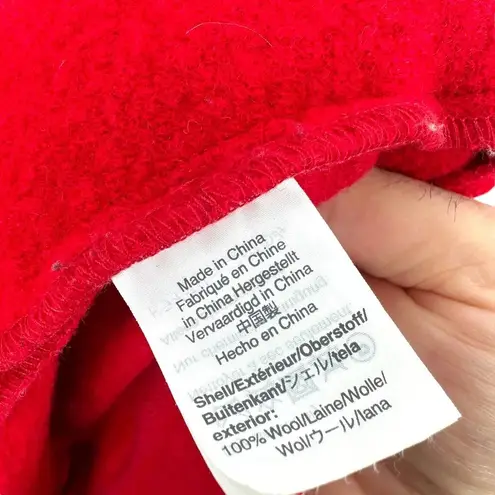 Made in China
Fabriqué en Chine
in China Hergestellt
Vervaardigd in China
中国製
Hecho en China
Shell/Extérieur/Oberstoff/
Buitenkant/シェル/tela
exterior:
100% Wool/Laine/Wolle/
Wol/ウール/lana